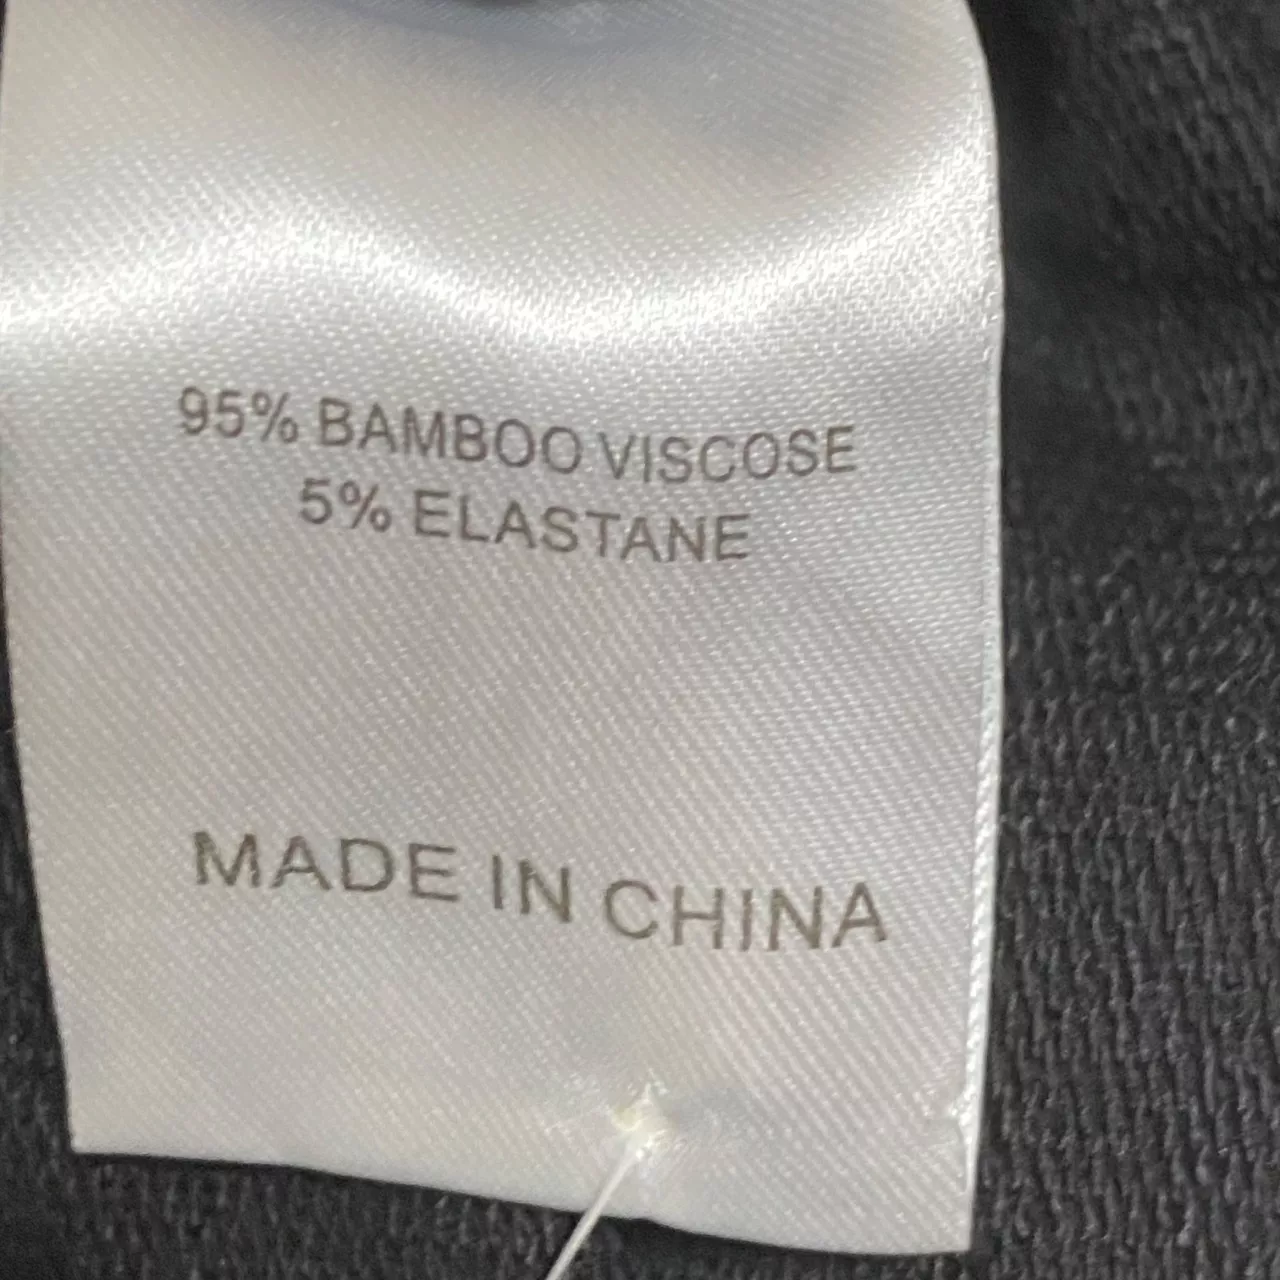 95% BAMBOO VISCOSE
5% ELASTANE
MADE IN CHINA